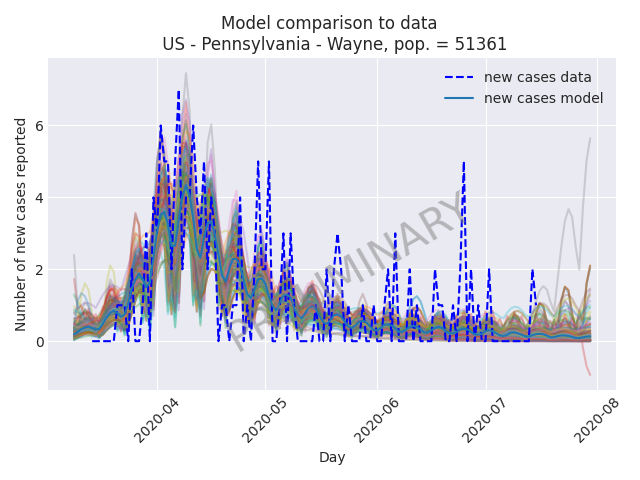 Model comparison to data
US - Pennsylvania - Wayne, pop. = 51361
new cases data
new cases model
Number of new cases reported
6
4
2
0
PRELIMINARY
2020-04
2020-05
2020-06
2020-07
2020-08
Day